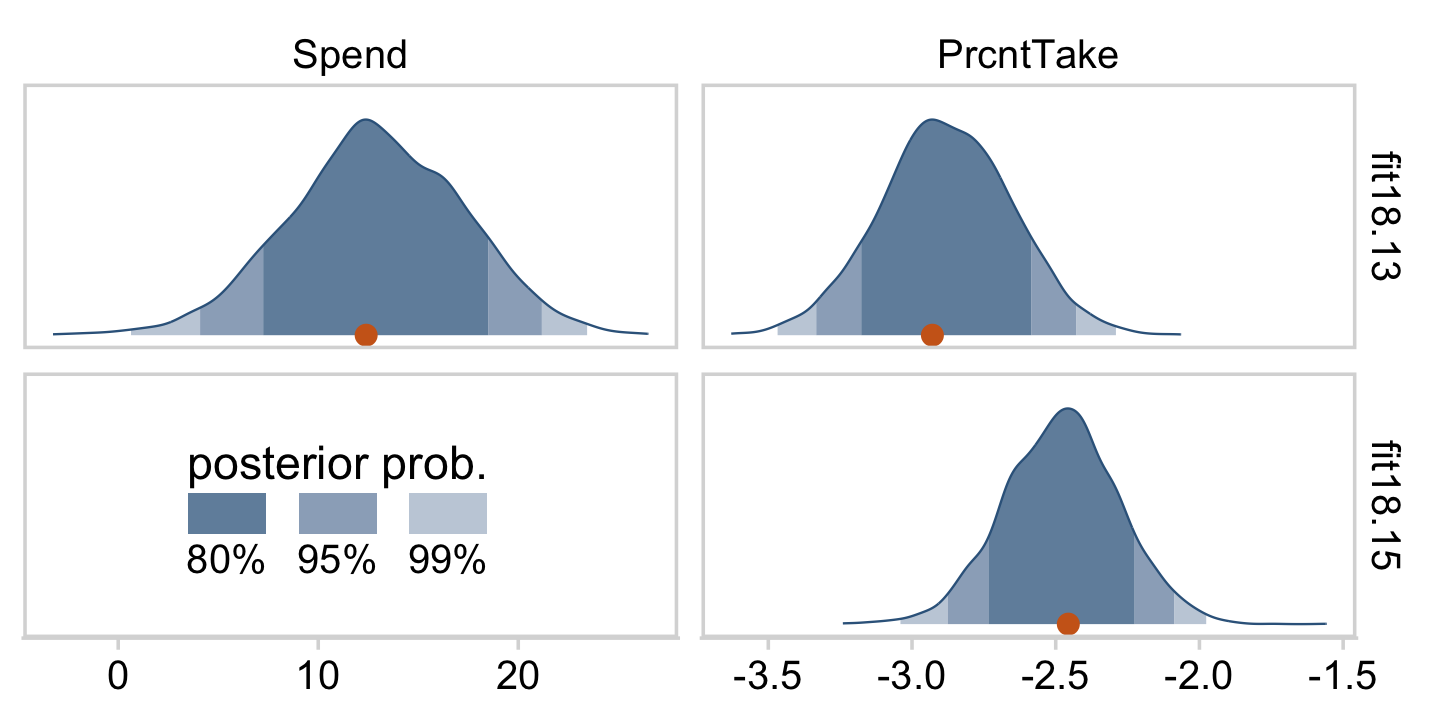 Spend
PrcntTake
fit18.13
posterior prob.
80% 95% 99%
fit18.15
0 10 20
-3.5 -3.0 -2.5 -2.0 -1.5